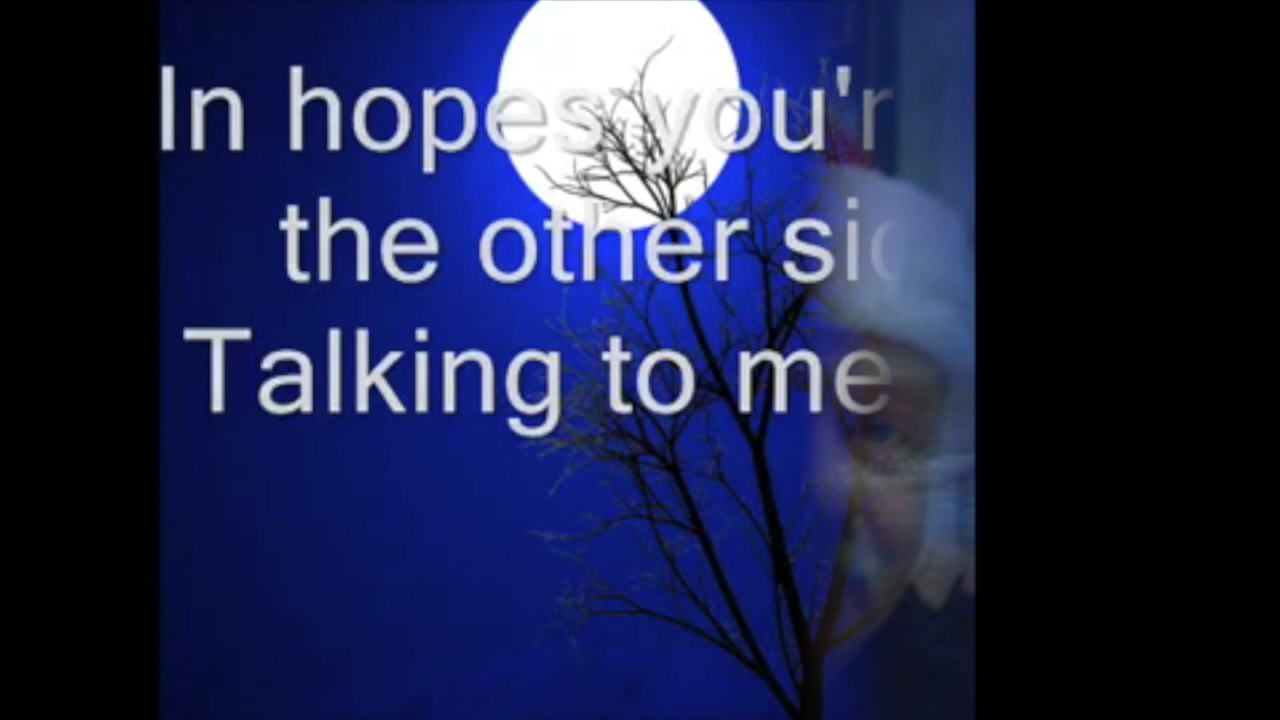 In hopes you'r
the other si
Talking to me